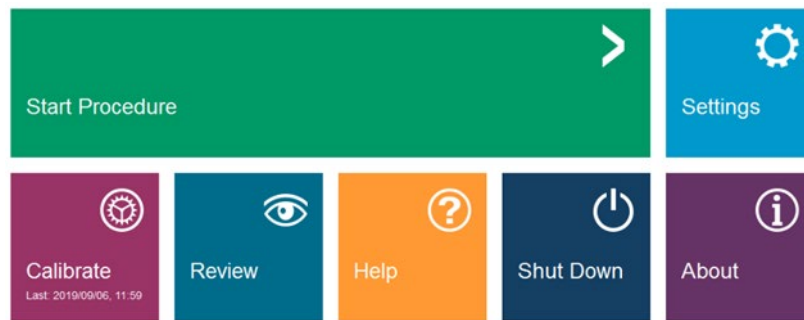 Start Procedure
Settings
Calibrate
Last: 2019/09/06, 11:59
Review
Help
Shut Down
About